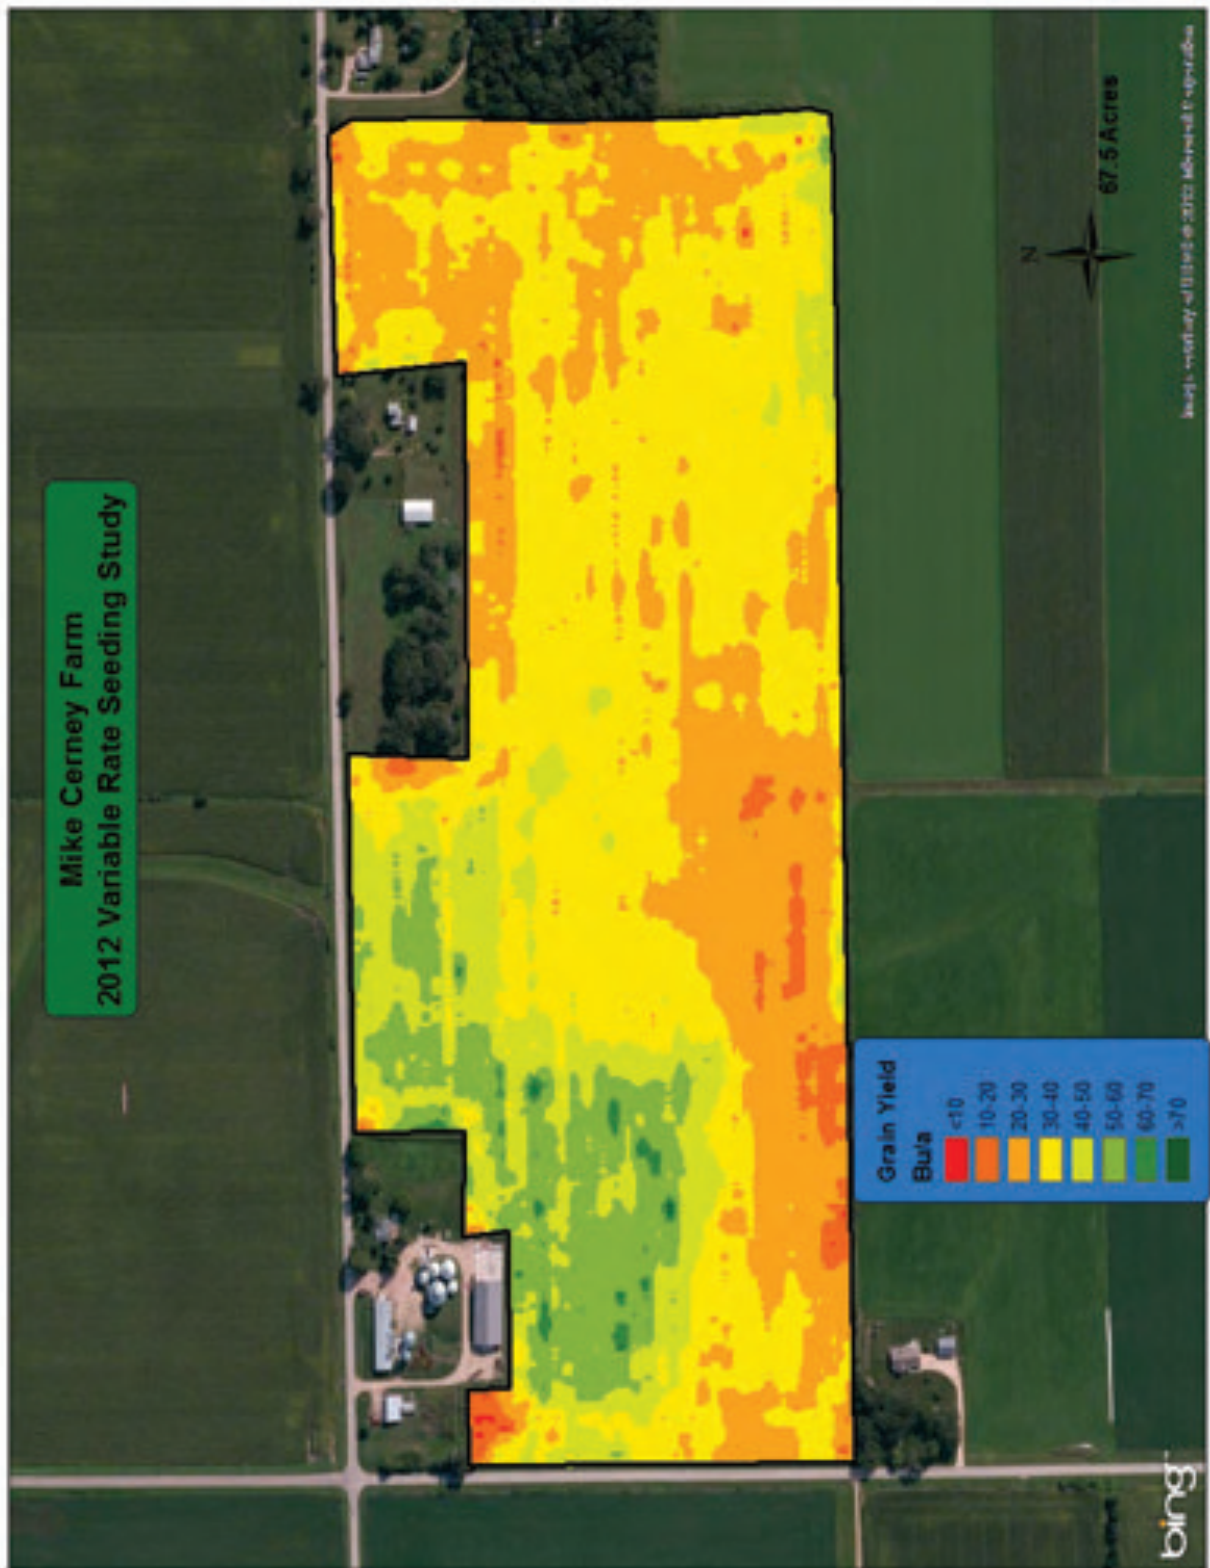 Mike Cerney Farm
2012 Variable Rate Seeding Study
N
67.5 Acres
Grain Yield
Bu/a
<10
10-20
20-30
30-40
40-50
50-60
60-70
>70
bing